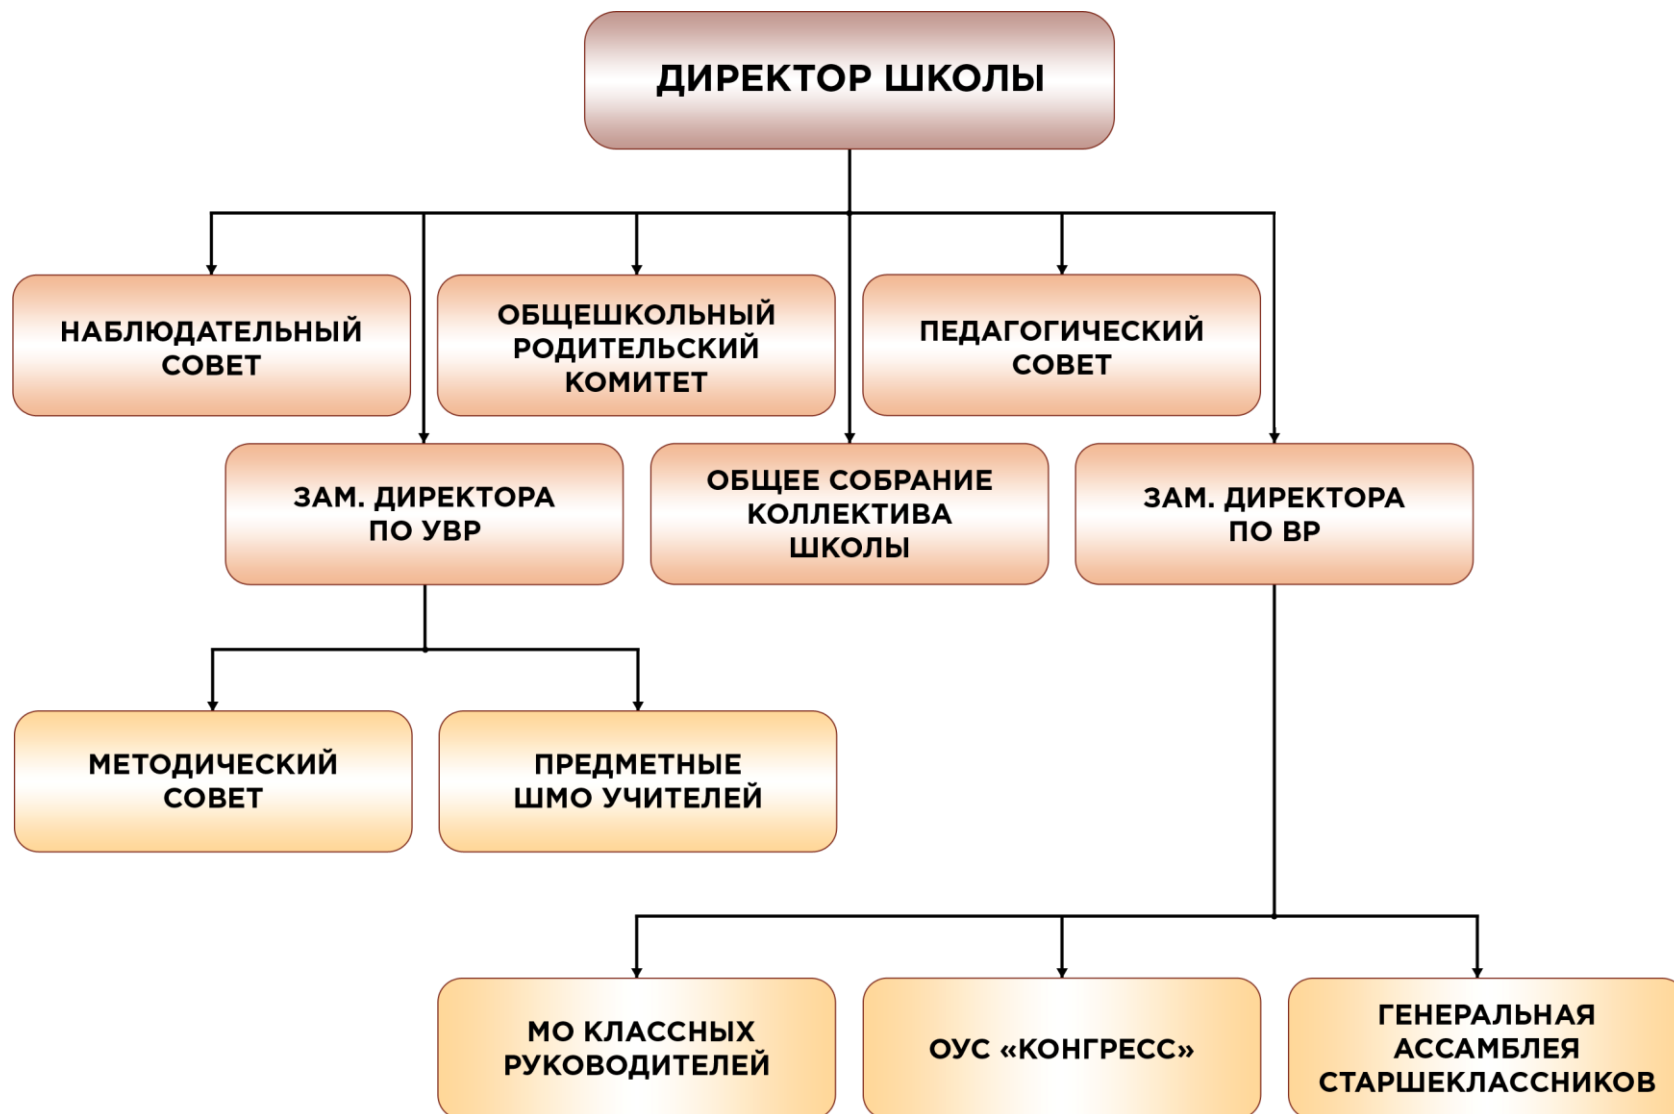 ДИРЕКТОР ШКОЛЫ
НАБЛЮДАТЕЛЬНЫЙ
СОВЕТ
ОБЩЕШКОЛЬНЫЙ
РОДИТЕЛЬСКИЙ
КОМИТЕТ
ПЕДАГОГИЧЕСКИЙ
СОВЕТ
ЗАМ. ДИРЕКТОРА
ПО УВР
ОБЩЕЕ СОБРАНИЕ
КОЛЛЕКТИВА
ШКОЛЫ
ЗАМ. ДИРЕКТОРА
ПО ВР
МЕТОДИЧЕСКИЙ
СОВЕТ
ПРЕДМЕТНЫЕ
ШМО УЧИТЕЛЕЙ
МО КЛАССНЫХ
РУКОВОДИТЕЛЕЙ
ОУС «КОНГРЕСС»
ГЕНЕРАЛЬНАЯ
АССАМБЛЕЯ
СТАРШЕКЛАССНИКОВ